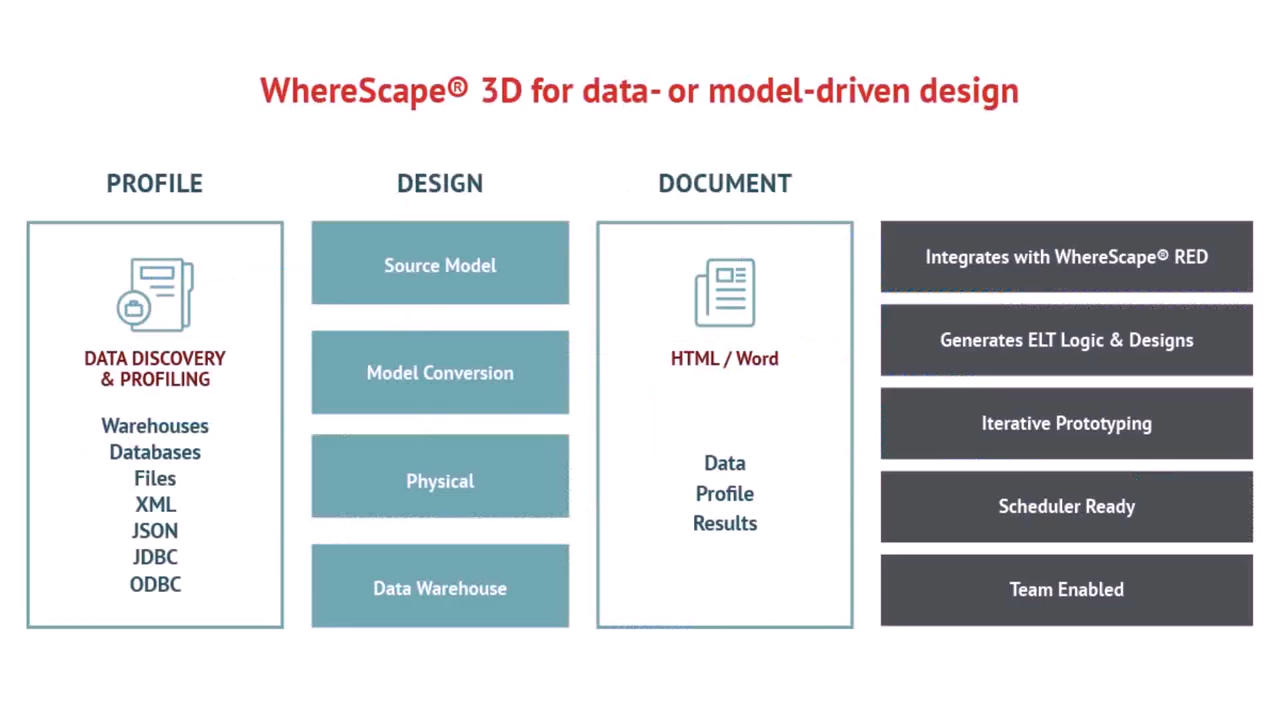 WhereScape® 3D for data- or model-driven design
PROFILE
DATA DISCOVERY
& PROFILING
Warehouses
Databases
Files
XML
JSON
JDBC
ODBC
DESIGN
Source Model
Model Conversion
Physical
Data Warehouse
DOCUMENT
HTML / Word
Data
Profile
Results
Integrates with WhereScape® RED
Generates ELT Logic & Designs
Iterative Prototyping
Scheduler Ready
Team Enabled